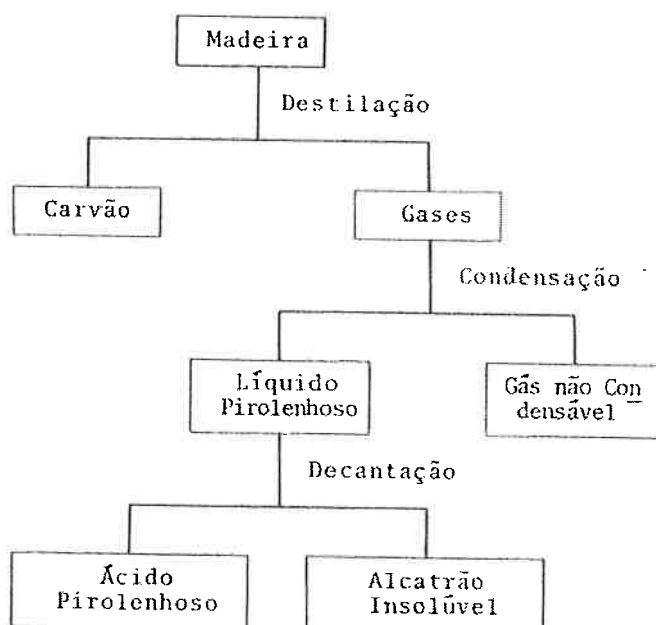 Madeira
Destilação
Carvão
Gases
Condensação
Líquido
Pirolenhoso
Gás não Con
densável
Decantação
Ácido
Pirolenhoso
Alcatrão
Insolúvel